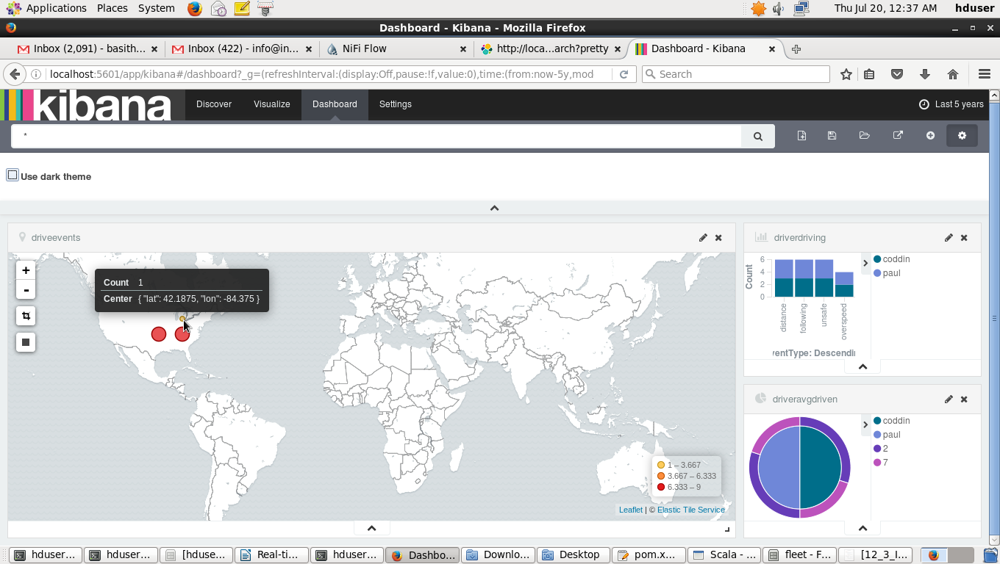 Applications Places System Thu Jul 20, 12:37 AM hduser
Dashboard - Kibana - Mozilla Firefox
Inbox (2,091) - basith... Inbox (422) - info@in... NiFi Flow http://loca...arch?pretty Dashboard - Kibana
localhost:5601/app/kibana#/dashboard?_g=(refreshInterval:(display:Off,pause:!f,value:0),time:(from:now-5y,mod Search
kibana Discover Visualize Dashboard Settings Last 5 years
*
Use dark theme
driveevents
+
-
Count 1
Center { "lat": 42.1875, "lon": -84.375 }
1 – 3.667
3.667 – 6.333
6.333 – 9
Leaflet | © Elastic Tile Service
driverdriving
Count
6
4
2
0
distance
following
unsafe
overspeed
ventType: Descendin
coddin
paul
driveravgdriven
coddin
paul
2
7
hduser... hduser... [hduse... Real-ti... hduser... Dashbo... Downlo... Desktop pom.x... Scala - ... fleet - F... [12_3_I...